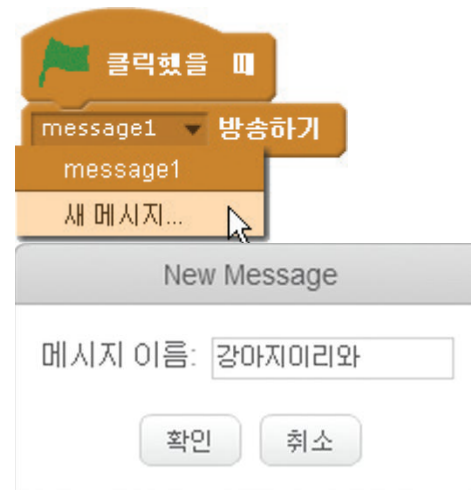 클릭했을 때
message1 방송하기
message1
새 메시지...
New Message
메시지 이름: 강아지이리와
확인 취소